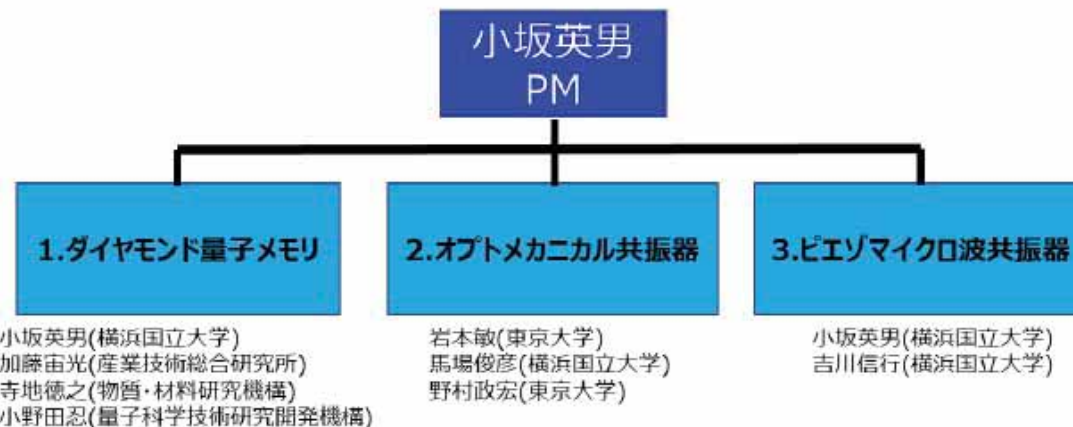 小坂英男
PM
1.ダイヤモンド量子メモリ
小坂英男(横浜国立大学)
加藤宙光(産業技術総合研究所)
寺地徳之(物質・材料研究機構)
小野田忍(量子科学技術研究開発機構)
2.オプトメカニカル共振器
岩本敏(東京大学)
馬場俊彦(横浜国立大学)
野村政宏(東京大学)
3.ピエゾマイクロ波共振器
小坂英男(横浜国立大学)
吉川信行(横浜国立大学)